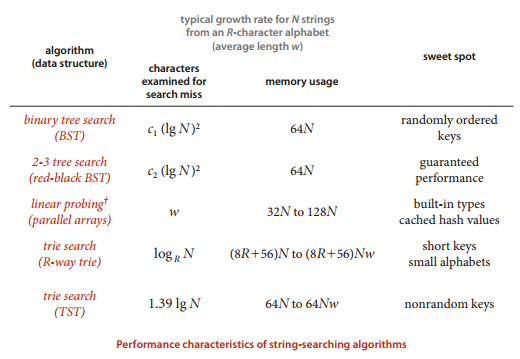 typical growth rate for N strings
from an R-character alphabet
(average length w)
algorithm
(data structure)
characters
examined for
search miss
memory usage
sweet spot
binary tree search
(BST)
c₁ (lg N)²
64N
randomly ordered
keys
2-3 tree search
(red-black BST)
c₂ (lg N)²
64N
guaranteed
performance
linear probing†
(parallel arrays)
w
32N to 128N
built-in types
cached hash values
trie search
(R-way trie)
log_R N
(8R+56)N to (8R+56)Nw
short keys
small alphabets
trie search
(TST)
1.39 lg N
64N to 64Nw
nonrandom keys
Performance characteristics of string-searching algorithms